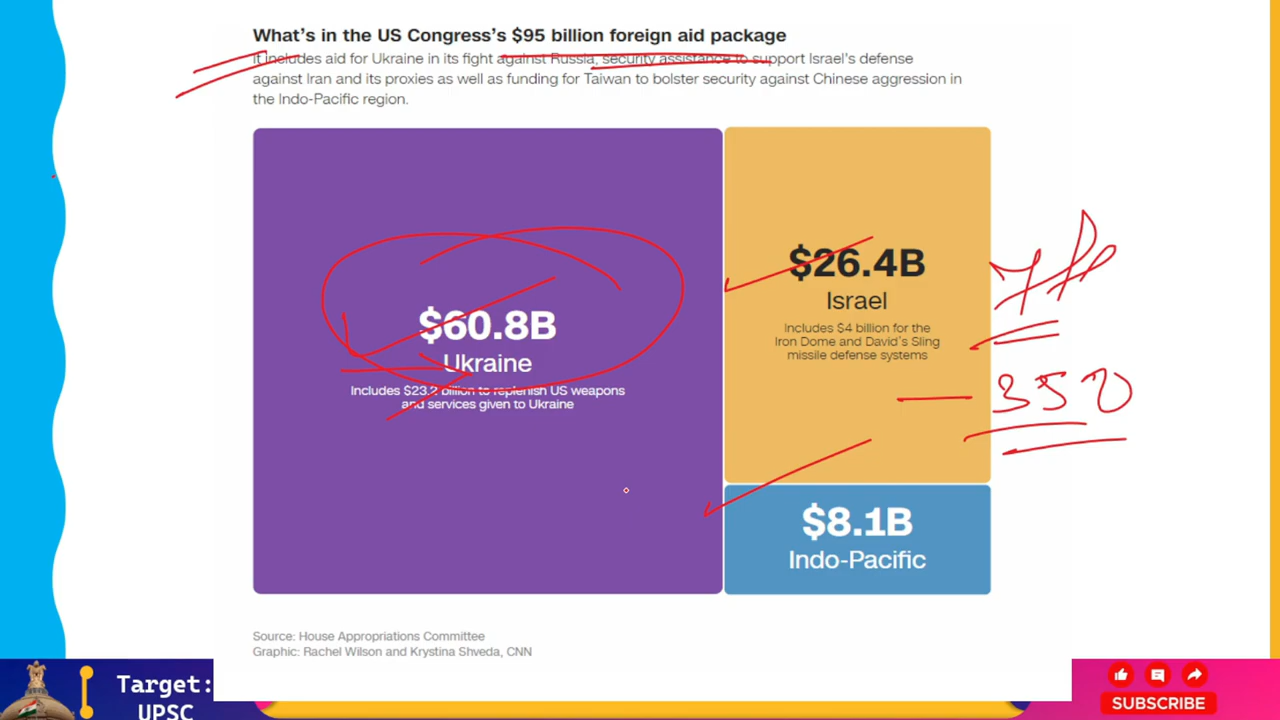 What's in the US Congress's $95 billion foreign aid package
It includes aid for Ukraine in its fight against Russia, security assistance to support Israel's defense
against Iran and its proxies as well as funding for Taiwan to bolster security against Chinese aggression in
the Indo-Pacific region.
$60.8B
Ukraine
Includes $23.2 billion to replenish US weapons
and services given to Ukraine
$26.4B
Israel
Includes $4 billion for the
Iron Dome and David's Sling
missile defense systems
350
$8.1B
Indo-Pacific
Source: House Appropriations Committee
Graphic: Rachel Wilson and Krystina Shveda, CNN
Target:
UPSC
SUBSCRIBE